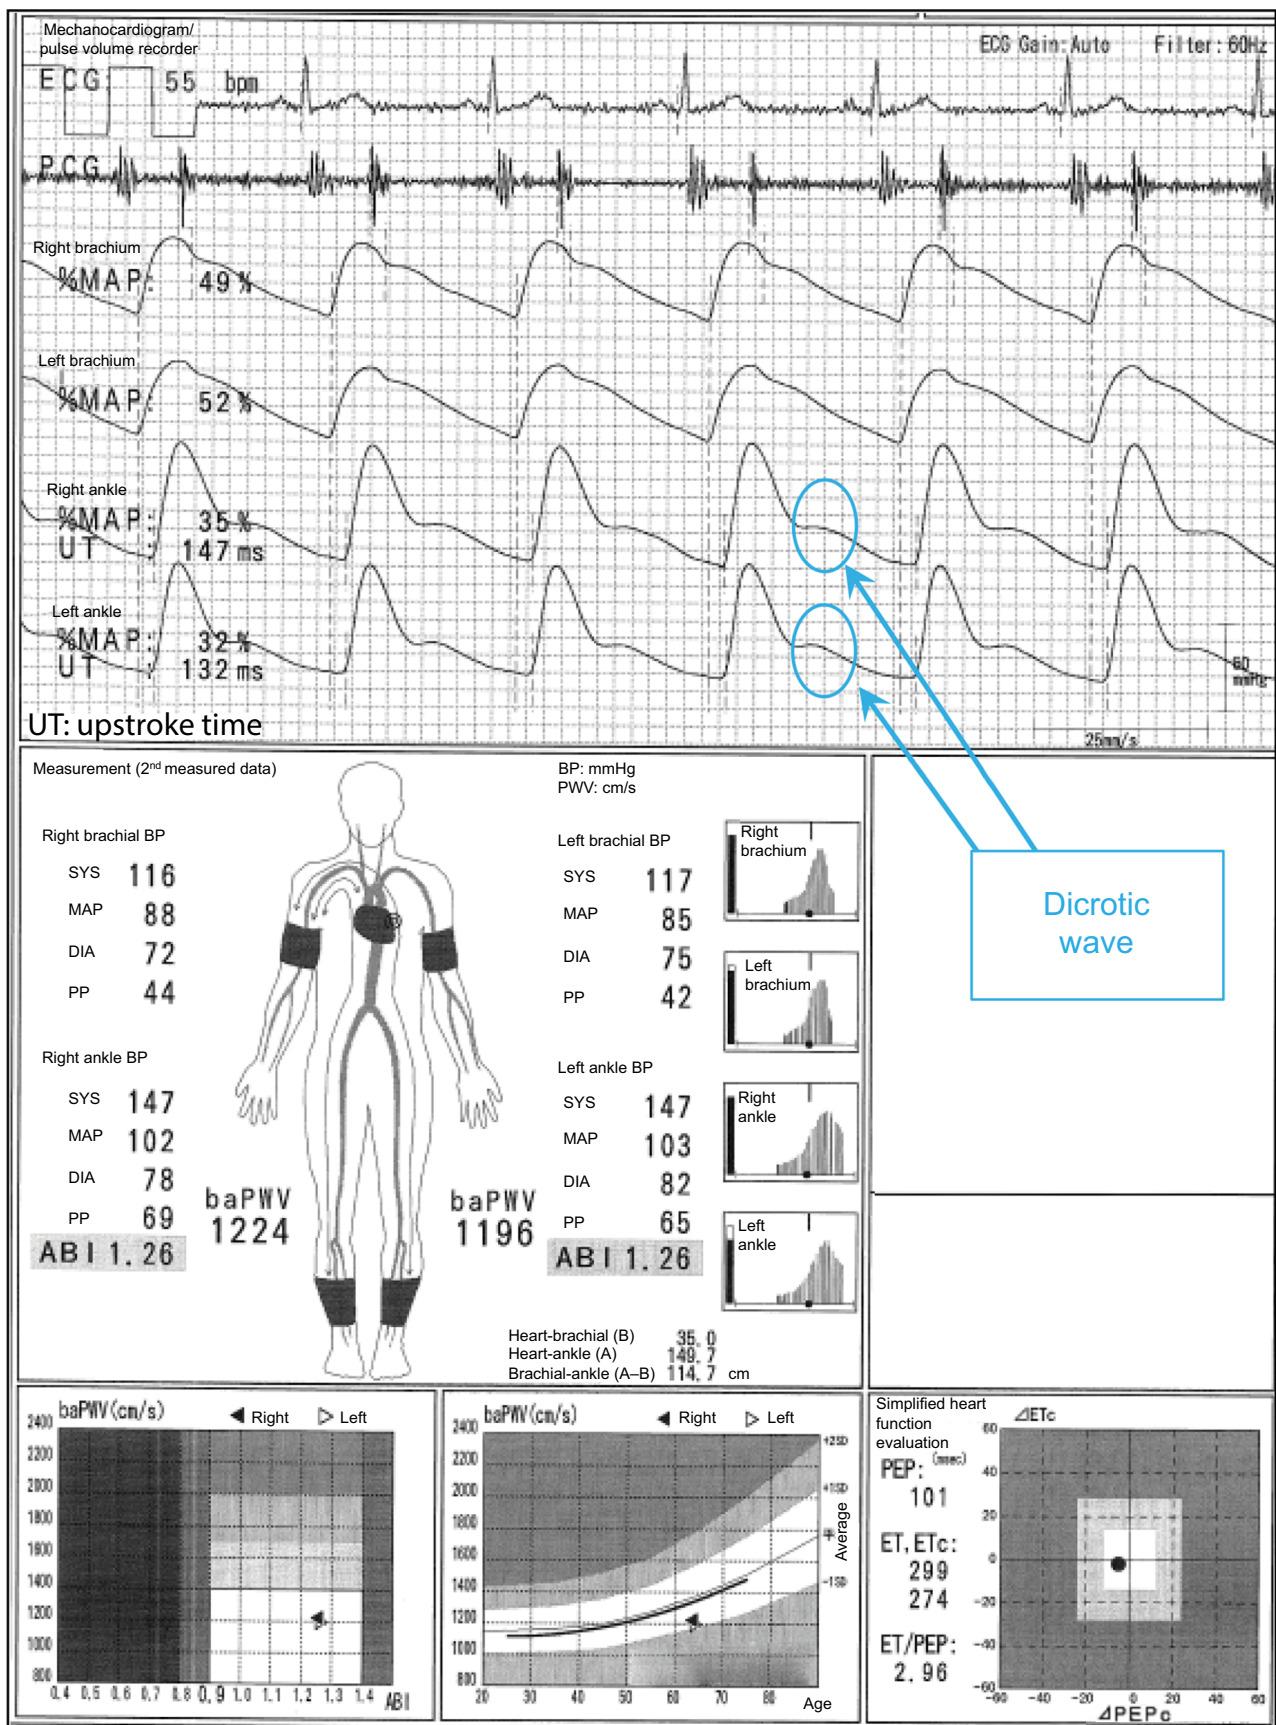 Mechanocardiogram/
pulse volume recorder
ECG Gain:Auto Filter:60Hz
ECG 55 bpm
PCG
Right brachium
%MAP: 49%
Left brachium
%MAP: 52%
Right ankle
%MAP: 35%
UT 147ms
Left ankle
%MAP: 32%
UT 132ms
60
mmHg
UT: upstroke time
25mm/s
Dicrotic
wave
Measurement (2nd measured data)
BP: mmHg
PWV: cm/s
Right brachial BP
SYS 116
MAP 88
DIA 72
PP 44
Left brachial BP
SYS 117
MAP 85
DIA 75
PP 42
Right
brachium
Left
brachium
Right ankle BP
SYS 147
MAP 102
DIA 78
PP 69
ABI 1.26
baPWV
1224
baPWV
1196
Left ankle BP
SYS 147
MAP 103
DIA 82
PP 65
ABI 1.26
Right
ankle
Left
ankle
Heart-brachial (B) 35.0
Heart-ankle (A) 149.7
Brachial-ankle (A–B) 114.7 cm
baPWV(cm/s) Right Left
2400
2200
2000
1800
1600
1400
1200
1000
800
0.4 0.5 0.6 0.7 0.8 0.9 1.0 1.1 1.2 1.3 1.4 ABI
baPWV(cm/s) Right Left
2400
2200
2000
1800
1600
1400
1200
1000
800
20 30 40 50 60 70 80 Age
+2SD
+1SD
Average
-1SD
Simplified heart
function
evaluation
PEP: (msec)
101
ET, ETc:
299
274
ET/PEP:
2.96
⊿ETc
60
40
20
0
-20
-40
-60
-60 -40 -20 0 20 40 60
⊿PEPc